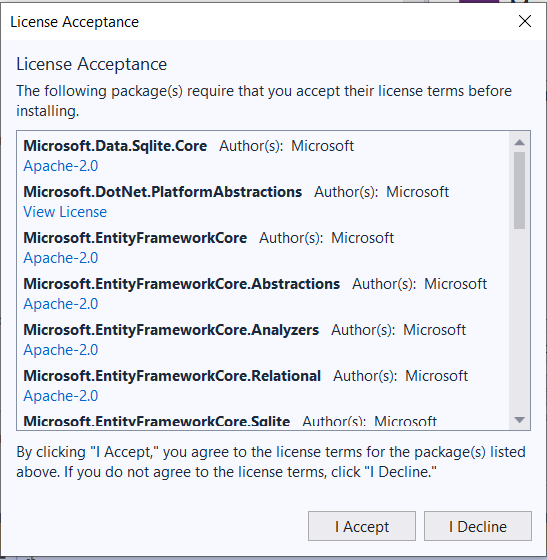 License Acceptance
License Acceptance
The following package(s) require that you accept their license terms before
installing.
Microsoft.Data.Sqlite.Core Author(s): Microsoft
Apache-2.0
Microsoft.DotNet.PlatformAbstractions Author(s): Microsoft
View License
Microsoft.EntityFrameworkCore Author(s): Microsoft
Apache-2.0
Microsoft.EntityFrameworkCore.Abstractions Author(s): Microsoft
Apache-2.0
Microsoft.EntityFrameworkCore.Analyzers Author(s): Microsoft
Apache-2.0
Microsoft.EntityFrameworkCore.Relational Author(s): Microsoft
Apache-2.0
Microsoft.EntityFrameworkCore.Sqlite Author(s): Microsoft
By clicking "I Accept," you agree to the license terms for the package(s) listed
above. If you do not agree to the license terms, click "I Decline."
I Accept I Decline